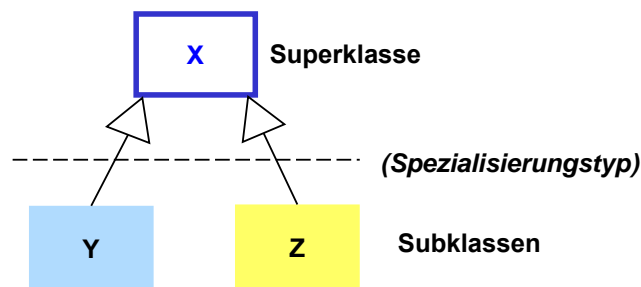 X
Superklasse
(Spezialisierungstyp)
Y
Z
Subklassen